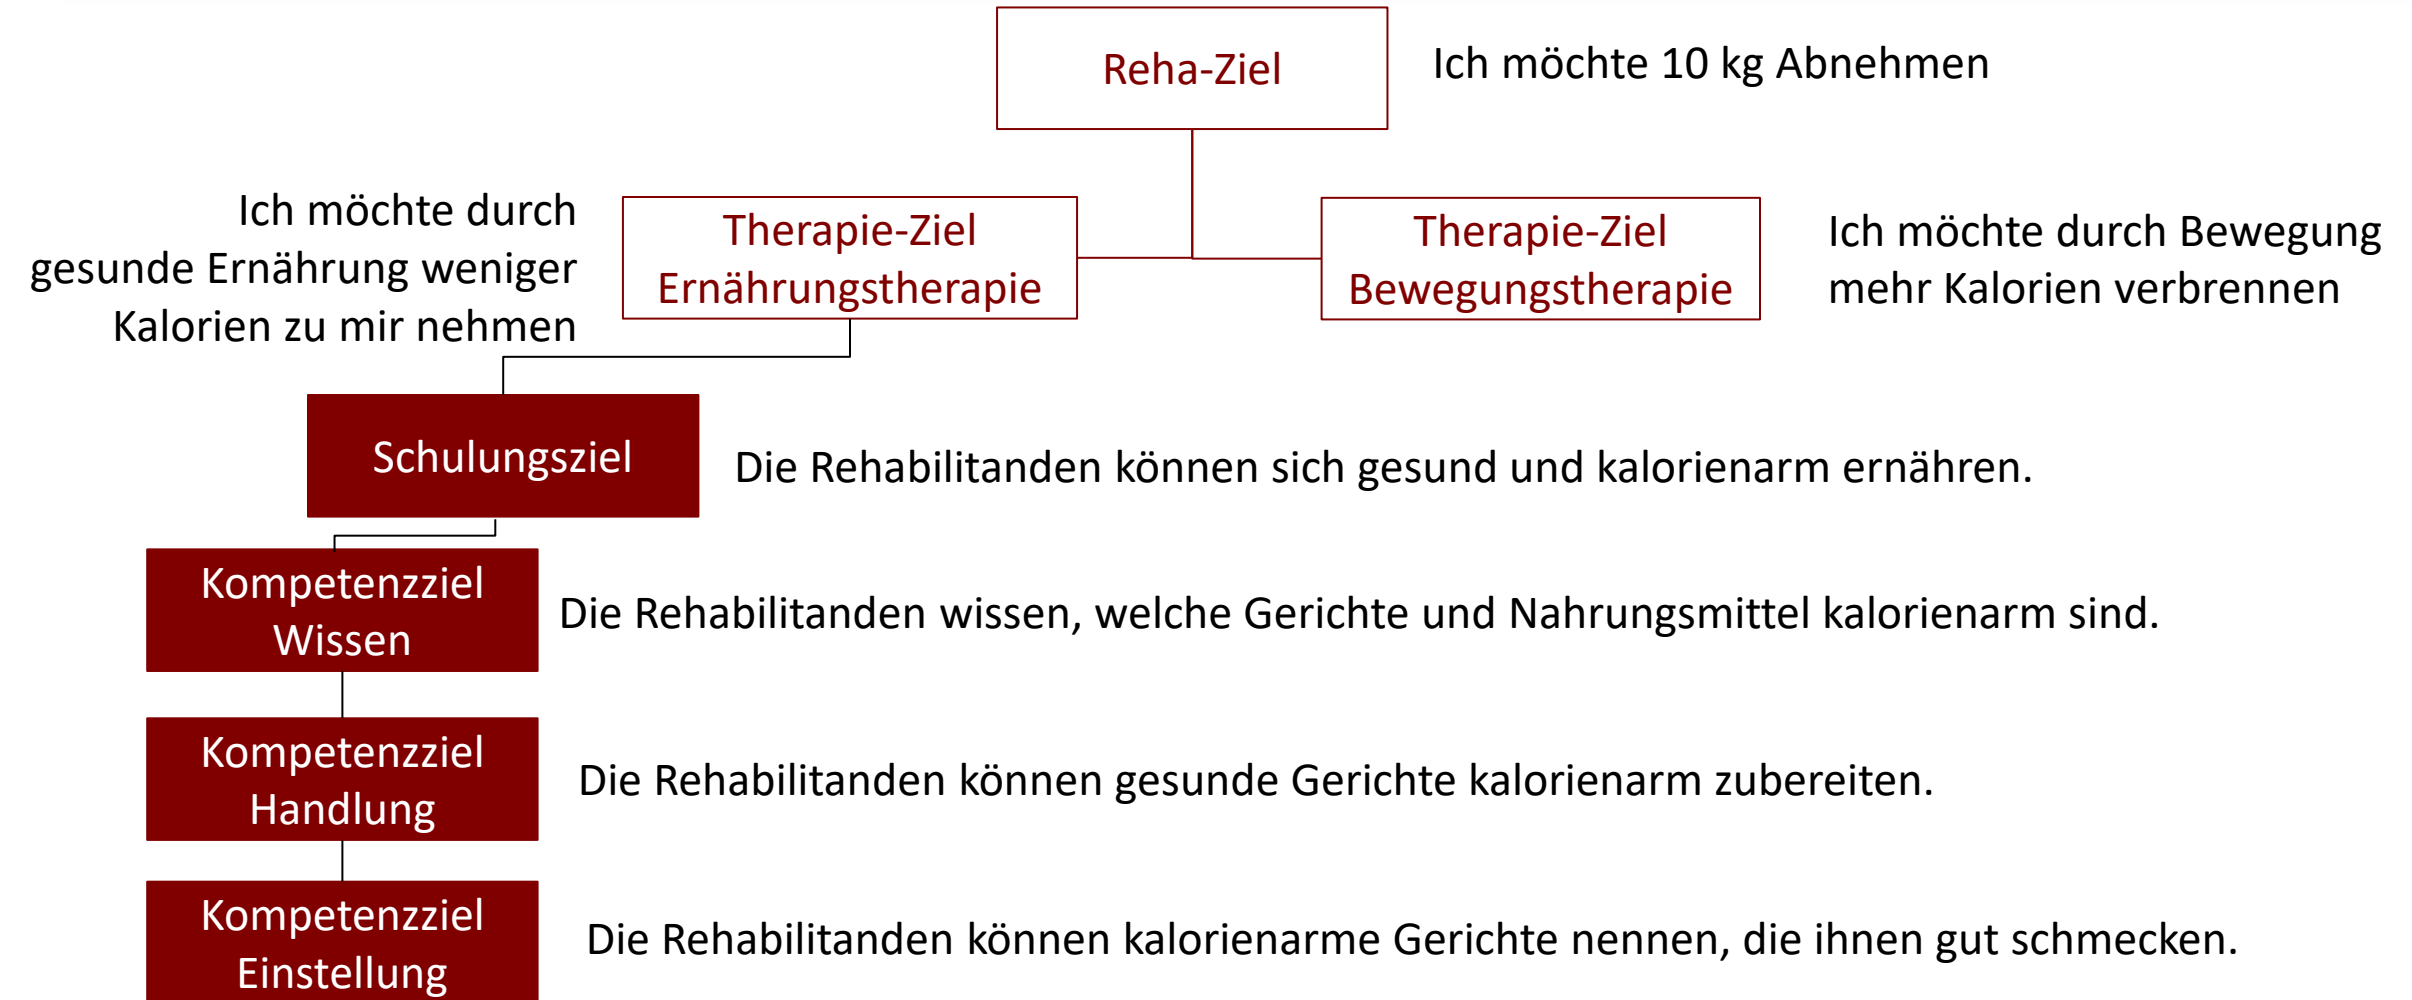 Reha-Ziel
Ich möchte 10 kg Abnehmen
Ich möchte durch
gesunde Ernährung weniger
Kalorien zu mir nehmen
Therapie-Ziel
Ernährungstherapie
Therapie-Ziel
Bewegungstherapie
Ich möchte durch Bewegung
mehr Kalorien verbrennen
Schulungsziel
Die Rehabilitanden können sich gesund und kalorienarm ernähren.
Kompetenzziel
Wissen
Die Rehabilitanden wissen, welche Gerichte und Nahrungsmittel kalorienarm sind.
Kompetenzziel
Handlung
Die Rehabilitanden können gesunde Gerichte kalorienarm zubereiten.
Kompetenzziel
Einstellung
Die Rehabilitanden können kalorienarme Gerichte nennen, die ihnen gut schmecken.